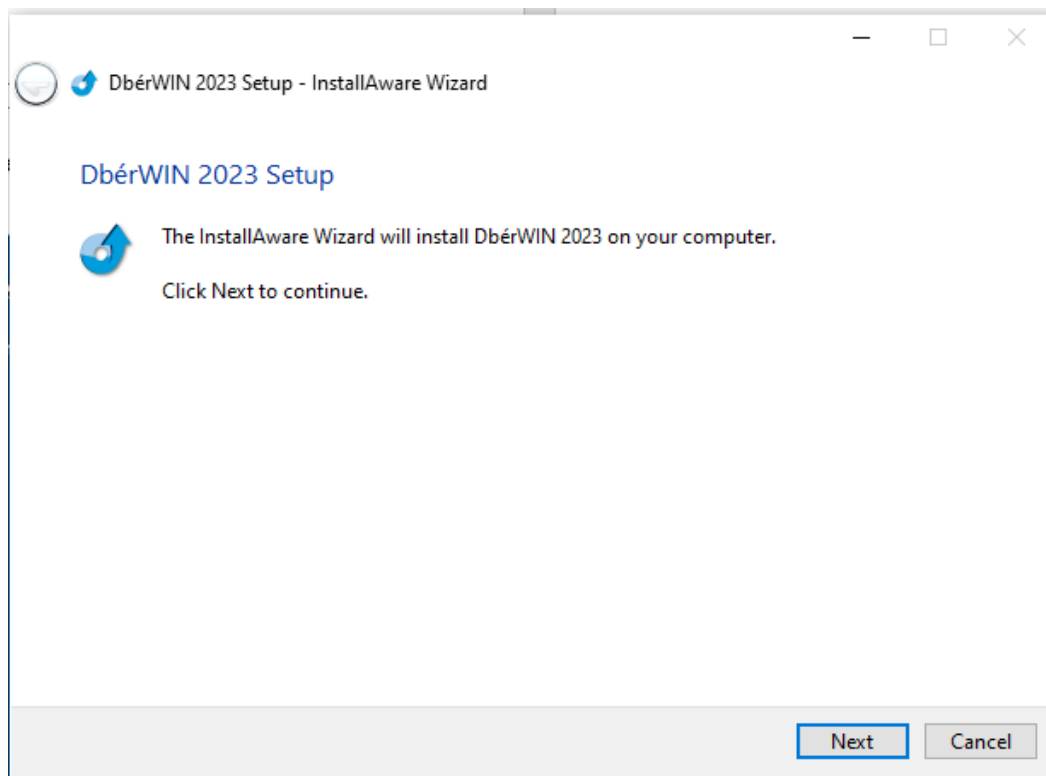 DbérWIN 2023 Setup - InstallAware Wizard
DbérWIN 2023 Setup
The InstallAware Wizard will install DbérWIN 2023 on your computer.
Click Next to continue.
Next
Cancel